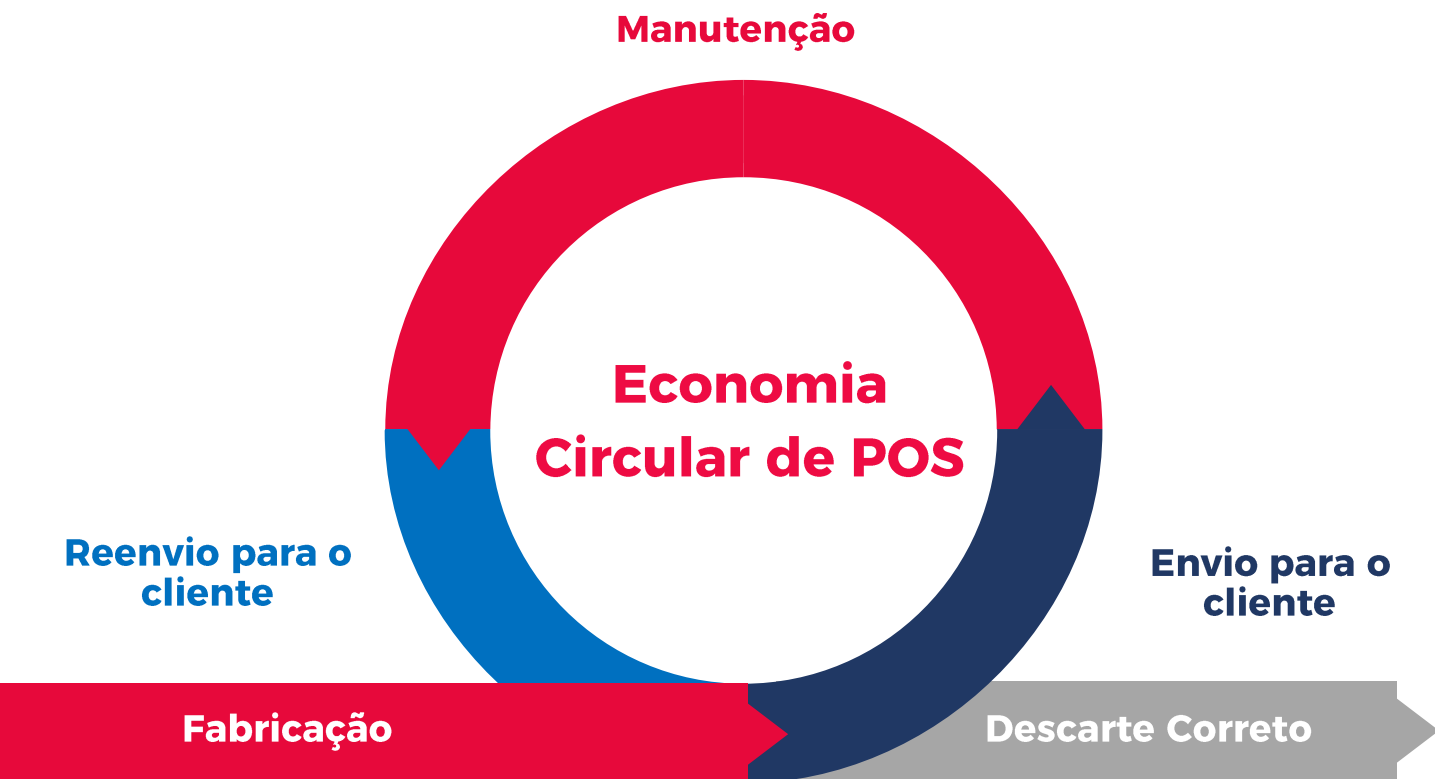 Manutenção
Economia
Circular de POS
Reenvio para o
cliente
Envio para o
cliente
Fabricação
Descarte Correto